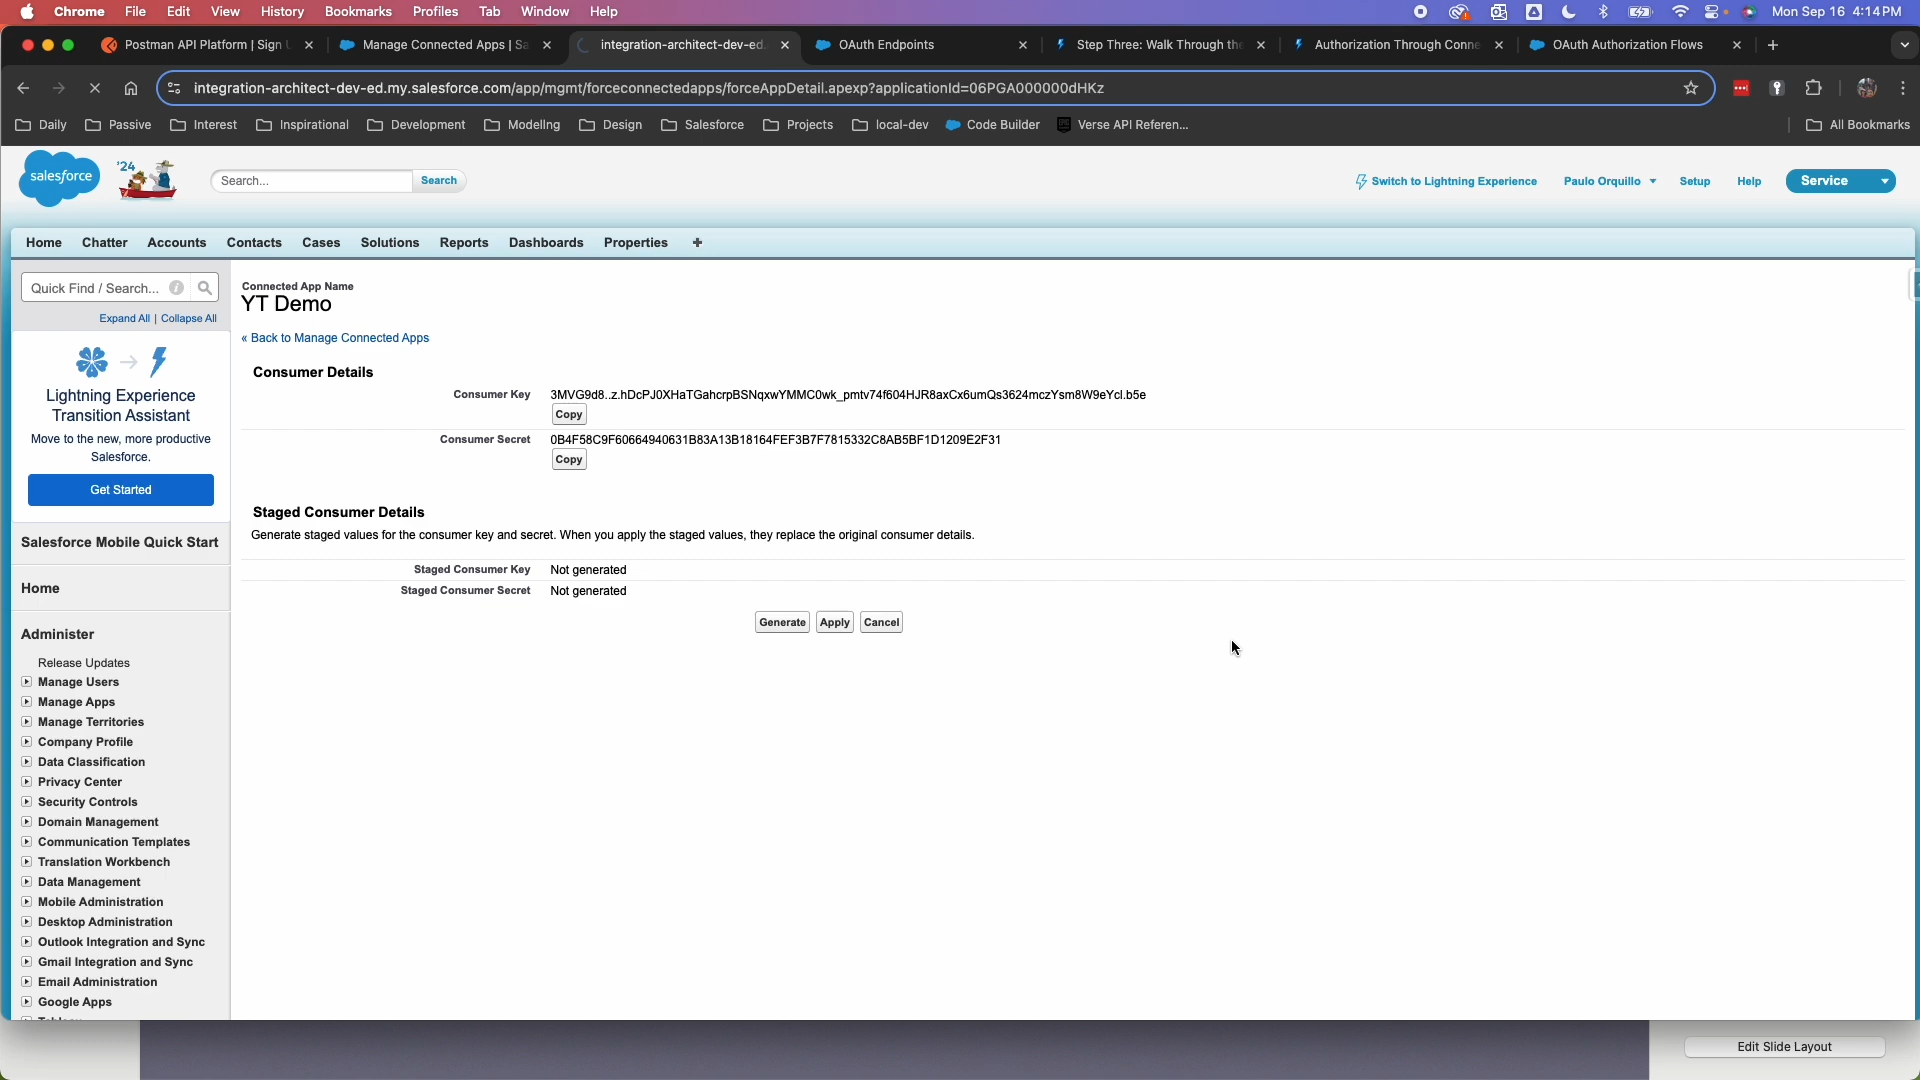 Chrome File Edit View History Bookmarks Profiles Tab Window Help Mon Sep 16 4:14 PM
Postman API Platform | Sign Manage Connected Apps | Sa integration-architect-dev-ed. OAuth Endpoints Step Three: Walk Through the Authorization Through Conne OAuth Authorization Flows
integration-architect-dev-ed.my.salesforce.com/app/mgmt/forceconnectedapps/forceAppDetail.apexp?applicationId=06PGA000000dHKz
Daily Passive Interest Inspirational Development Modeling Design Salesforce Projects local-dev Code Builder Verse API Referen... All Bookmarks
salesforce '24 Search... Search Switch to Lightning Experience Paulo Orquillo Setup Help Service
Home Chatter Accounts Contacts Cases Solutions Reports Dashboards Properties +
Quick Find / Search...
Expand All | Collapse All
Lightning Experience
Transition Assistant
Move to the new, more productive
Salesforce.
Get Started
Salesforce Mobile Quick Start
Home
Administer
Release Updates
Manage Users
Manage Apps
Manage Territories
Company Profile
Data Classification
Privacy Center
Security Controls
Domain Management
Communication Templates
Translation Workbench
Data Management
Mobile Administration
Desktop Administration
Outlook Integration and Sync
Gmail Integration and Sync
Email Administration
Google Apps
Connected App Name
YT Demo
« Back to Manage Connected Apps
Consumer Details
Consumer Key 3MVG9d8..z.hDcPJ0XHaTGahcrpBSNqxwYMMC0wk_pmtv74f604HJR8axCx6umQs3624mczYsm8W9eYcl.b5e
Copy
Consumer Secret 0B4F58C9F60664940631B83A13B18164FEF3B7F7815332C8AB5BF1D1209E2F31
Copy
Staged Consumer Details
Generate staged values for the consumer key and secret. When you apply the staged values, they replace the original consumer details.
Staged Consumer Key Not generated
Staged Consumer Secret Not generated
Generate Apply Cancel
Edit Slide Layout